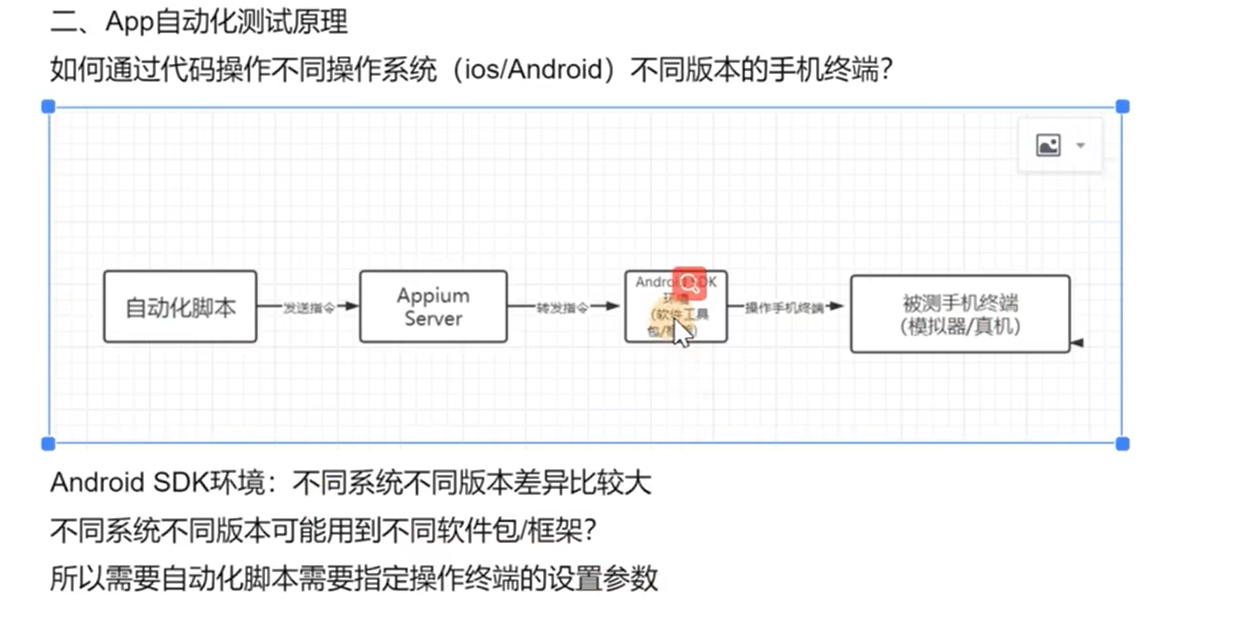 二、App自动化测试原理
如何通过代码操作不同操作系统（ios/Android）不同版本的手机终端？
自动化脚本
发送指令
Appium
Server
转发指令
SDK
环境
（软件工具
包/
操作手机终端
被测手机终端
（模拟器/真机）
Android SDK环境：不同系统不同版本差异比较大
不同系统不同版本可能用到不同软件包/框架？
所以需要自动化脚本需要指定操作终端的设置参数